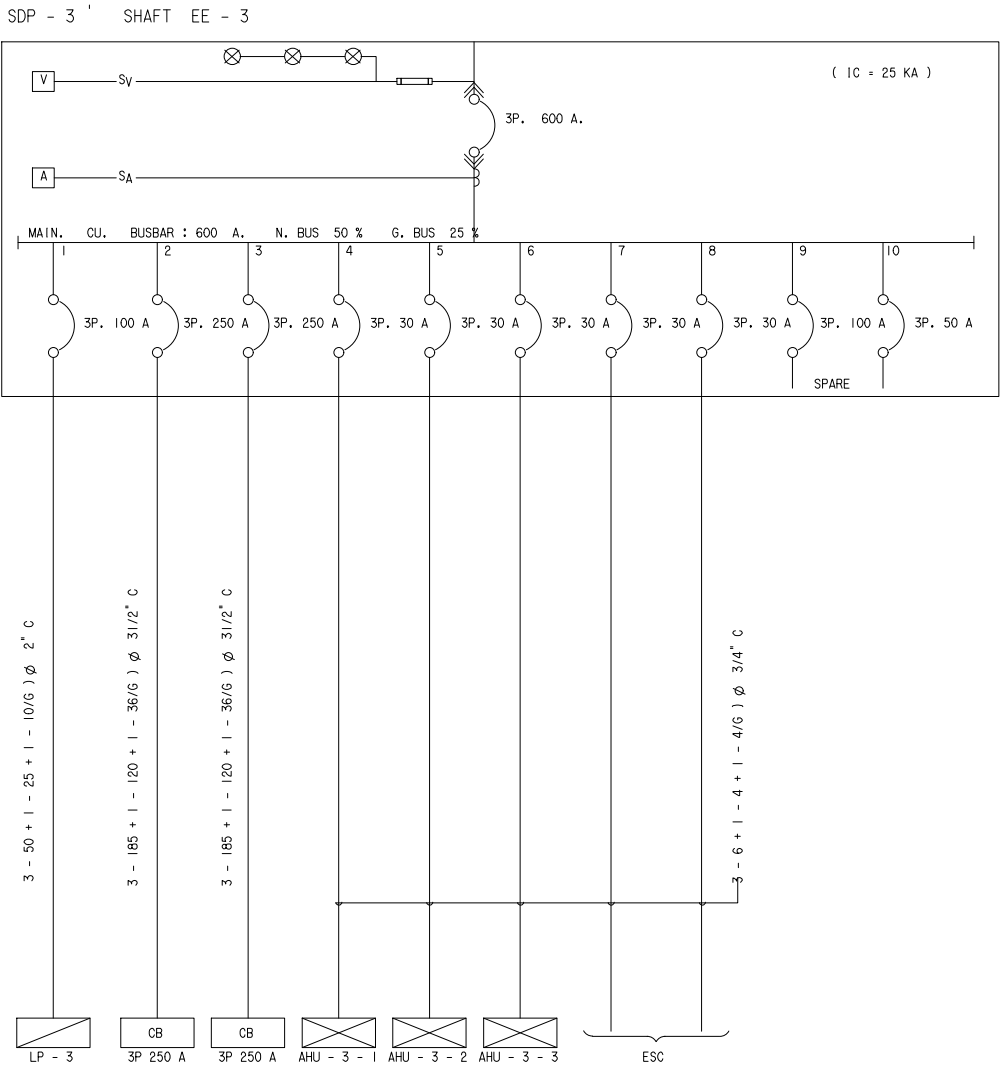 SDP - 3 ' SHAFT EE - 3
( IC = 25 KA )
V
SV
3P. 600 A.
A
SA
MAIN. CU. BUSBAR : 600 A. N. BUS 50 % G. BUS 25 %
1 2 3 4 5 6 7 8 9 10
3P. 100 A 3P. 250 A 3P. 250 A 3P. 30 A 3P. 30 A 3P. 30 A 3P. 30 A 3P. 30 A 3P. 100 A 3P. 50 A
SPARE
3 - 50 + 1 - 25 + 1 - 10/G ) Ø 2" C
3 - 185 + 1 - 120 + 1 - 36/G ) Ø 31/2" C
3 - 185 + 1 - 120 + 1 - 36/G ) Ø 31/2" C
3 - 6 + 1 - 4 + 1 - 4/G ) Ø 3/4" C
CB CB
LP - 3 3P 250 A 3P 250 A AHU - 3 - 1 AHU - 3 - 2 AHU - 3 - 3 ESC